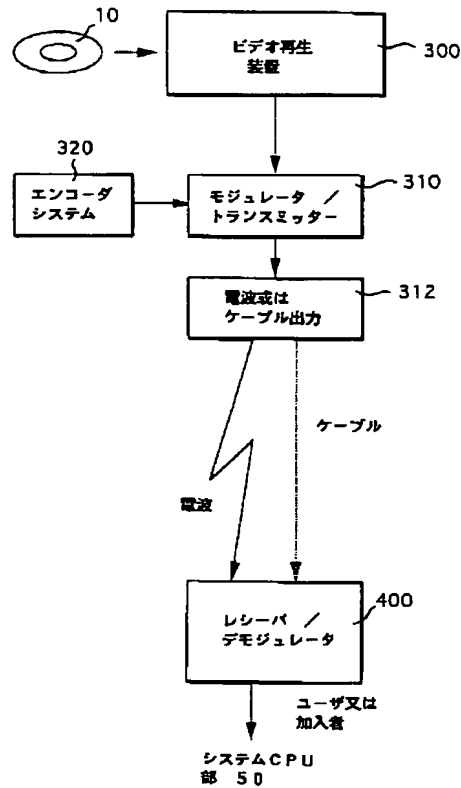 10
ビデオ再生
装置
300
320
エンコーダ
システム
モジュレータ ／
トランスミッター
310
電波或は
ケーブル出力
312
ケーブル
電波
レシーバ ／
デモジュレータ
400
ユーザ又は
加入者
システムCPU
部 50